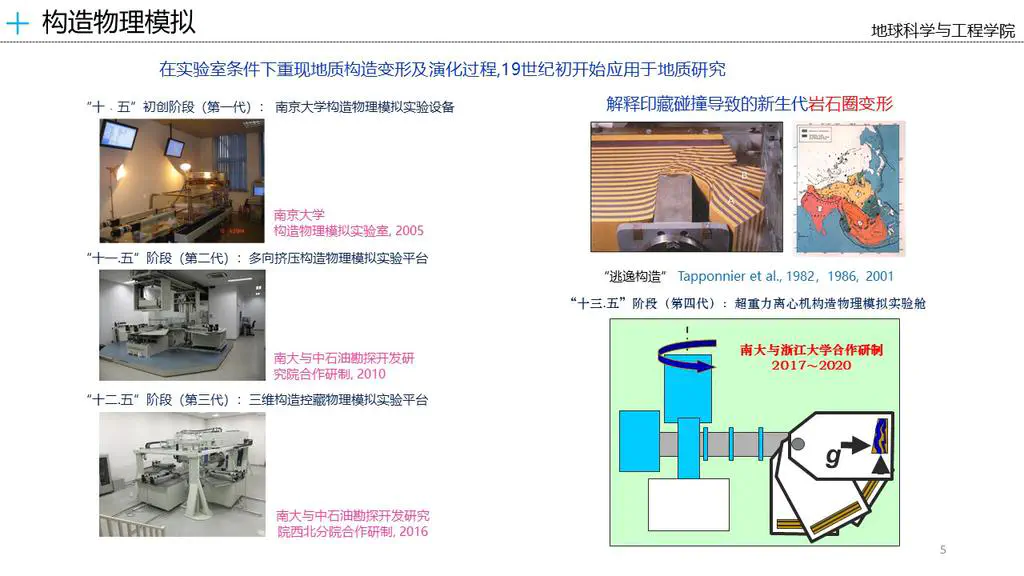 构造物理模拟
地球科学与工程学院
在实验室条件下重现地质构造变形及演化过程,19世纪初开始应用于地质研究
“十．五”初创阶段（第一代）： 南京大学构造物理模拟实验设备
南京大学
构造物理模拟实验室, 2005
“十一.五”阶段（第二代）：多向挤压构造物理模拟实验平台
南大与中石油勘探开发研
究院合作研制, 2010
“十二.五”阶段（第三代）：三维构造控藏物理模拟实验平台
南大与中石油勘探开发研究
院西北分院合作研制, 2016
解释印藏碰撞导致的新生代岩石圈变形
A
B
“逃逸构造” Tapponnier et al., 1982，1986, 2001
“十三.五”阶段（第四代）：超重力离心机构造物理模拟实验舱
南大与浙江大学合作研制
2017～2020
g
5